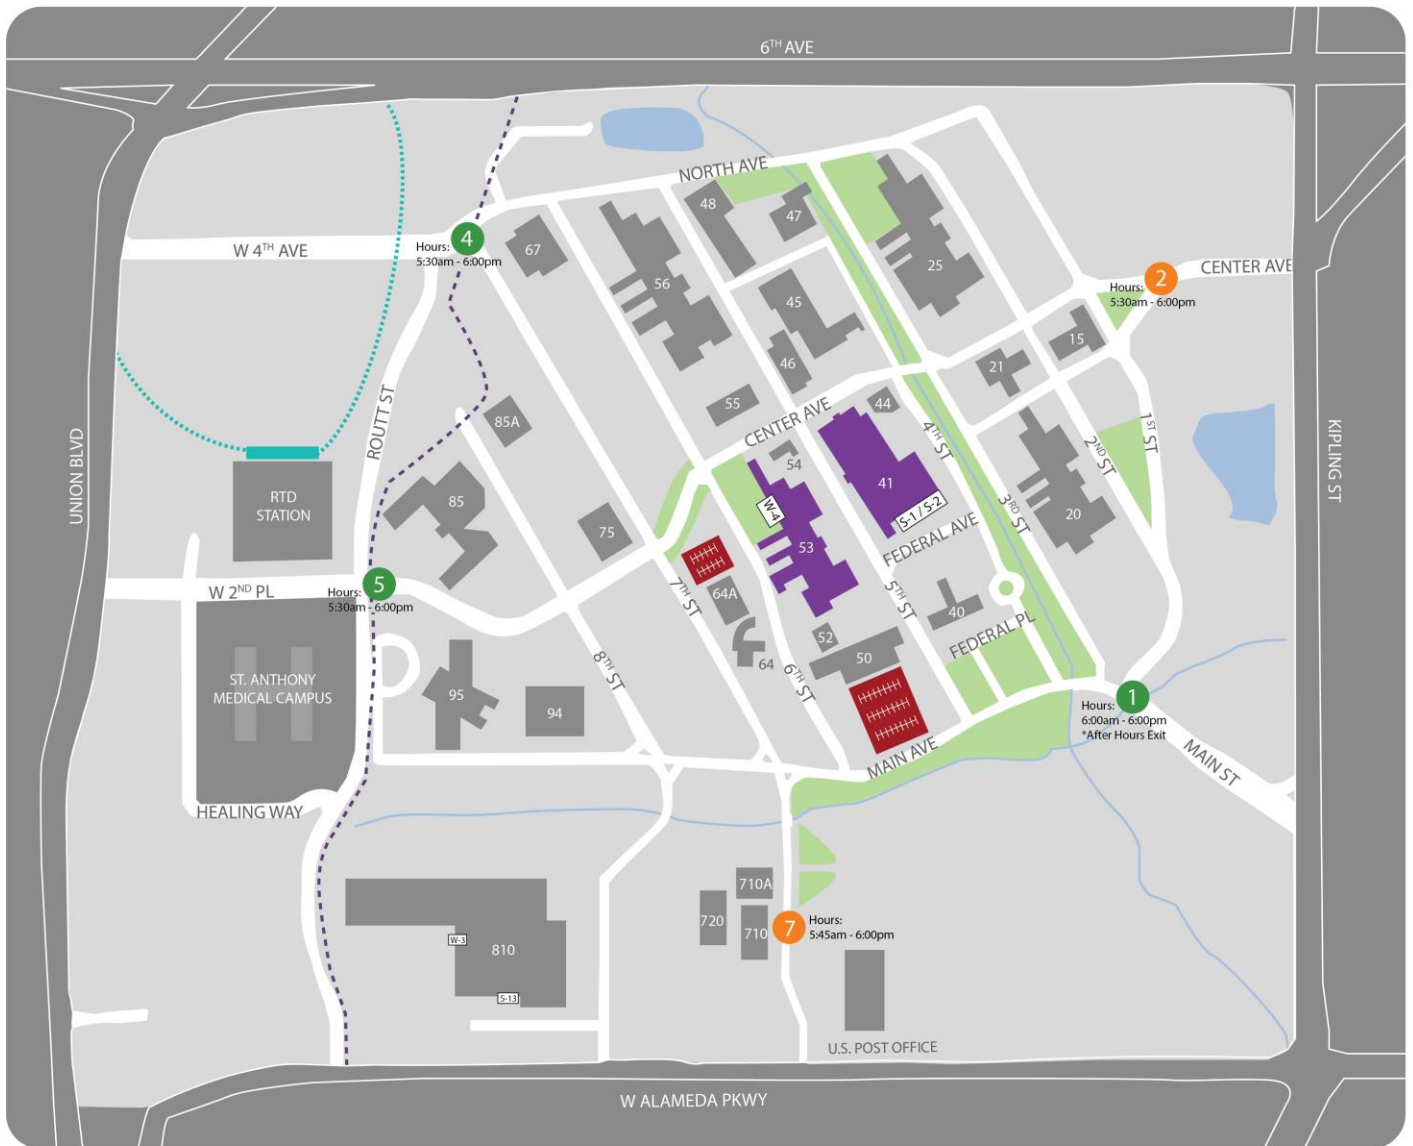 6TH AVE
NORTH AVE
48
47
67
4
Hours:
5:30am - 6:00pm
W 4TH AVE
56
25
CENTER AVE
2
Hours:
5:30am - 6:00pm
45
46
15
21
ROUTT ST
55
85A
CENTER AVE
44
4TH ST
1ST ST
2ND ST
54
KIPLING ST
UNION BLVD
RTD
STATION
85
41
W-4
S-1 / S-2
3RD ST
20
75
53
FEDERAL AVE
5
Hours:
5:30am - 6:00pm
W 2ND PL
7TH ST
64A
5TH ST
40
FEDERAL PL
52
50
64
6TH ST
8TH ST
ST. ANTHONY
MEDICAL CAMPUS
95
94
1
Hours:
6:00am - 6:00pm
*After Hours Exit
MAIN AVE
MAIN ST
HEALING WAY
710A
720
710
7
Hours:
5:45am - 6:00pm
W-3
810
S-13
U.S. POST OFFICE
W ALAMEDA PKWY